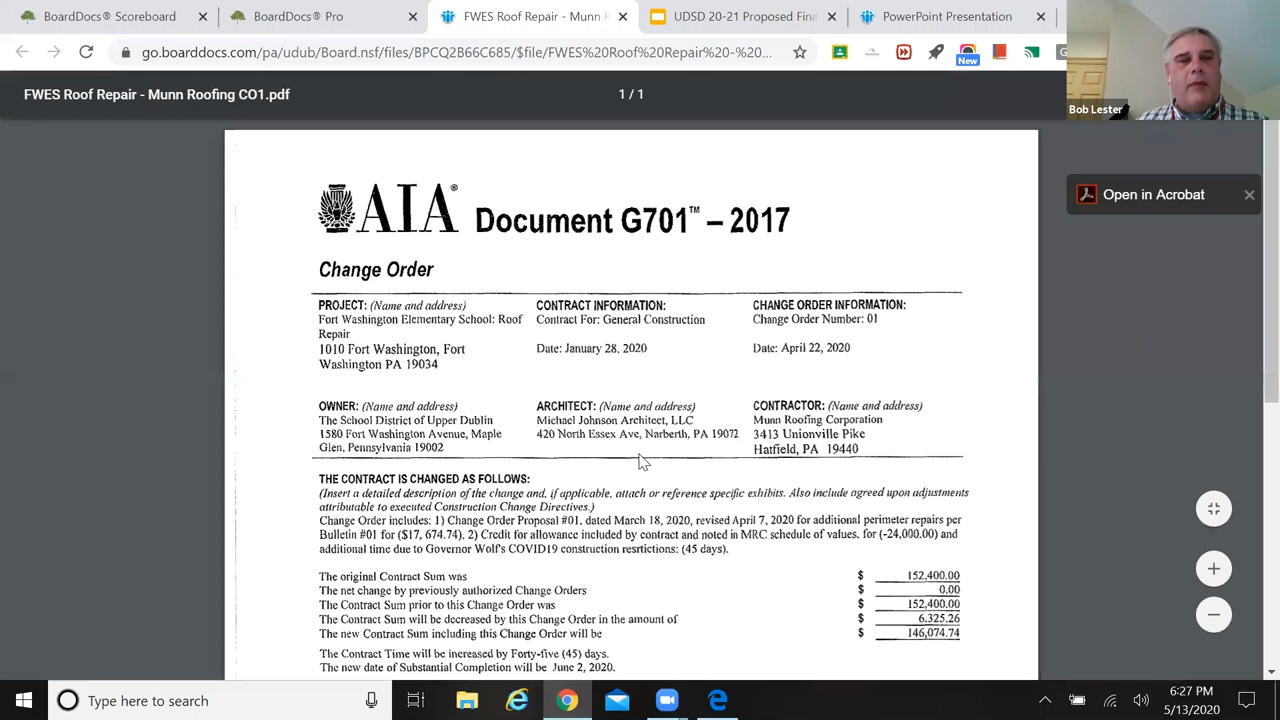 BoardDocs® Scoreboard
BoardDocs® Pro
FWES Roof Repair - Munn R
UDSD 20-21 Proposed Fina
PowerPoint Presentation
go.boarddocs.com/pa/udub/Board.nsf/files/BPCQ2B66C685/$file/FWES%20Roof%20Repair%20-%20...
New
Bob Lester
FWES Roof Repair - Munn Roofing CO1.pdf
1 / 1
Open in Acrobat
AIA® Document G701™ – 2017
Change Order
PROJECT: (Name and address)
Fort Washington Elementary School: Roof
Repair
1010 Fort Washington, Fort
Washington PA 19034
CONTRACT INFORMATION:
Contract For: General Construction
Date: January 28, 2020
CHANGE ORDER INFORMATION:
Change Order Number: 01
Date: April 22, 2020
OWNER: (Name and address)
The School District of Upper Dublin
1580 Fort Washington Avenue, Maple
Glen, Pennsylvania 19002
ARCHITECT: (Name and address)
Michael Johnson Architect, LLC
420 North Essex Ave, Narberth, PA 19072
CONTRACTOR: (Name and address)
Munn Roofing Corporation
3413 Unionville Pike
Hatfield, PA 19440
THE CONTRACT IS CHANGED AS FOLLOWS:
(Insert a detailed description of the change and, if applicable, attach or reference specific exhibits. Also include agreed upon adjustments
attributable to executed Construction Change Directives.)
Change Order includes: 1) Change Order Proposal #01, dated March 18, 2020, revised April 7, 2020 for additional perimeter repairs per
Bulletin #01 for ($17, 674.74), 2) Credit for allowance included by contract and noted in MRC schedule of values, for (-24,000.00) and
additional time due to Governor Wolf's COVID19 construction resrtictions: (45 days).
The original Contract Sum was $ 152,400.00
The net change by previously authorized Change Orders $ 0.00
The Contract Sum prior to this Change Order was $ 152,400.00
The Contract Sum will be decreased by this Change Order in the amount of $ 6,325.26
The new Contract Sum including this Change Order will be $ 146,074.74
The Contract Time will be increased by Forty-five (45) days.
The new date of Substantial Completion will be June 2, 2020.
Type here to search
6:27 PM
5/13/2020